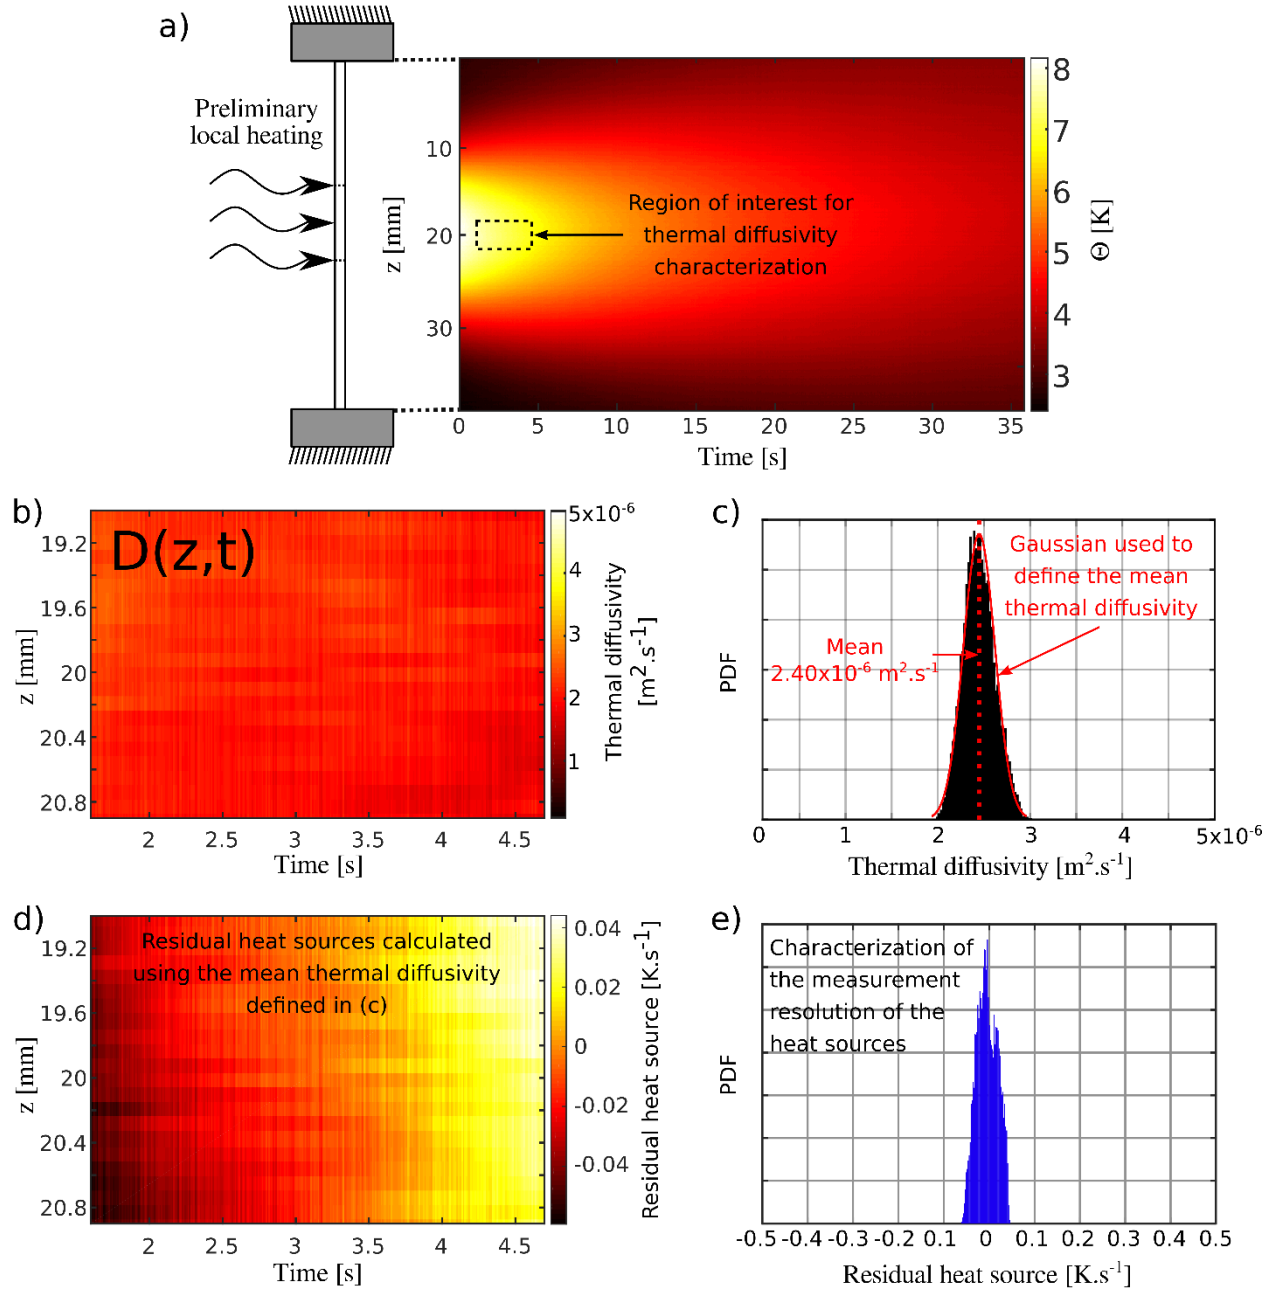 a)
Preliminary
local heating
z [mm]
10
20
30
Region of interest for
thermal diffusivity
characterization
0
5
10
15
20
25
30
35
Time [s]
8
7
6
5
4
3
Θ [K]
b)
D(z,t)
z [mm]
19.2
19.6
20
20.4
20.8
2
2.5
3
3.5
4
4.5
Time [s]
5x10-6
4
3
2
1
Thermal diffusivity
[m2.s-1]
c)
PDF
Gaussian used to
define the mean
thermal diffusivity
Mean
2.40x10-6 m2.s-1
0
1
2
3
4
5x10-6
Thermal diffusivity [m2.s-1]
d)
Residual heat sources calculated
using the mean thermal diffusivity
defined in (c)
z [mm]
19.2
19.6
20
20.4
20.8
2
2.5
3
3.5
4
4.5
Time [s]
0.04
0.02
0
-0.02
-0.04
Residual heat source [K.s-1]
e)
Characterization of
the measurement
resolution of the
heat sources
PDF
-0.5
-0.4
-0.3
-0.2
0.1
0
0.1
0.2
0.3
0.4
0.5
Residual heat source [K.s-1]